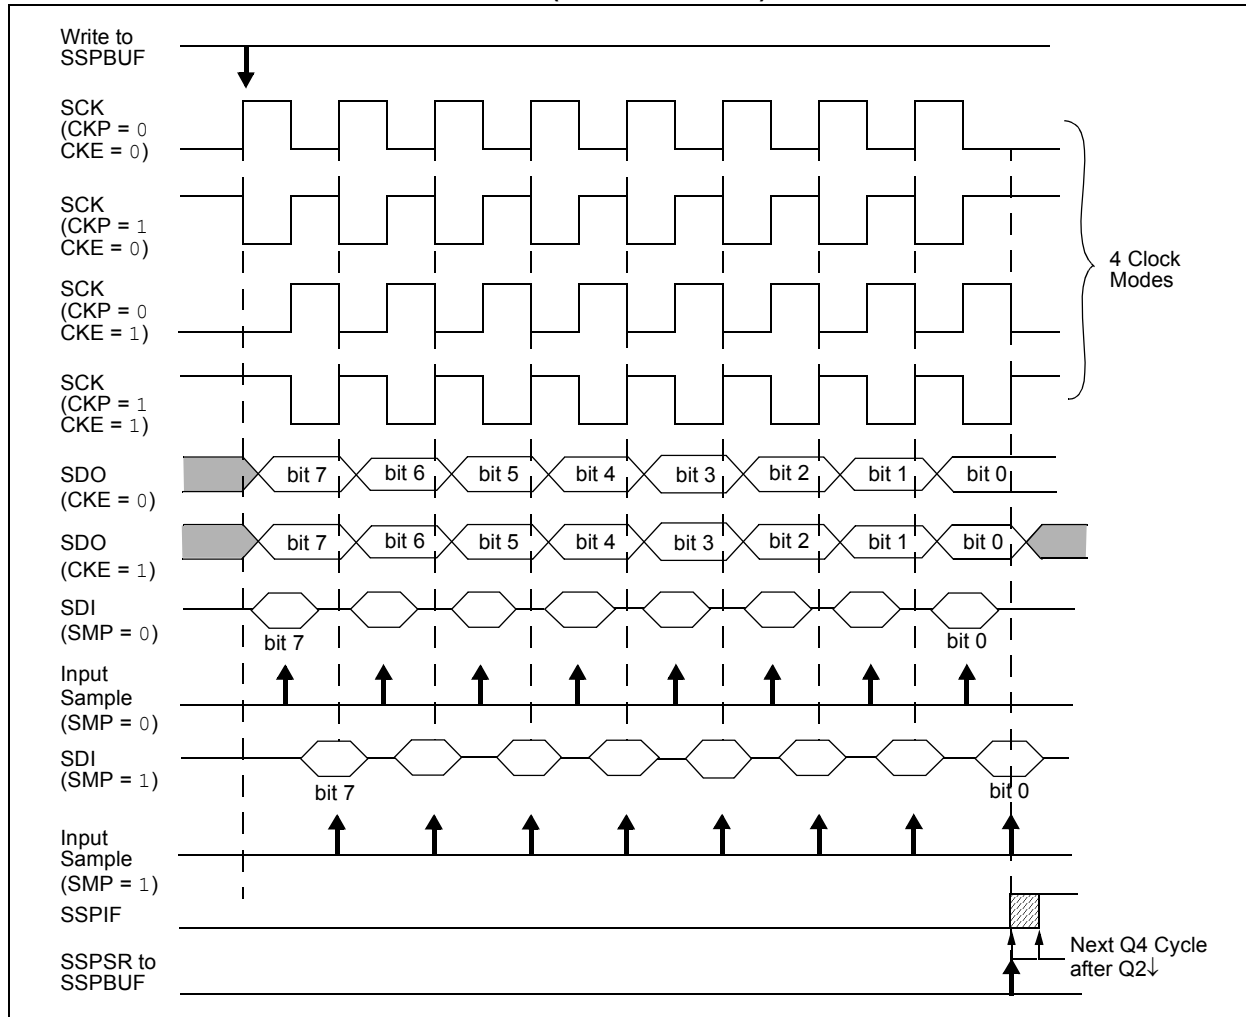 Write to
SSPBUF
SCK
(CKP = 0
CKE = 0)
SCK
(CKP = 1
CKE = 0)
4 Clock
Modes
SCK
(CKP = 0
CKE = 1)
SCK
(CKP = 1
CKE = 1)
SDO
(CKE = 0)
bit 7 bit 6 bit 5 bit 4 bit 3 bit 2 bit 1 bit 0
SDO
(CKE = 1)
bit 7 bit 6 bit 5 bit 4 bit 3 bit 2 bit 1 bit 0
SDI
(SMP = 0)
bit 7 bit 0
Input
Sample
(SMP = 0)
SDI
(SMP = 1)
bit 7 bit 0
Input
Sample
(SMP = 1)
SSPIF
Next Q4 Cycle
after Q2↓
SSPSR to
SSPBUF